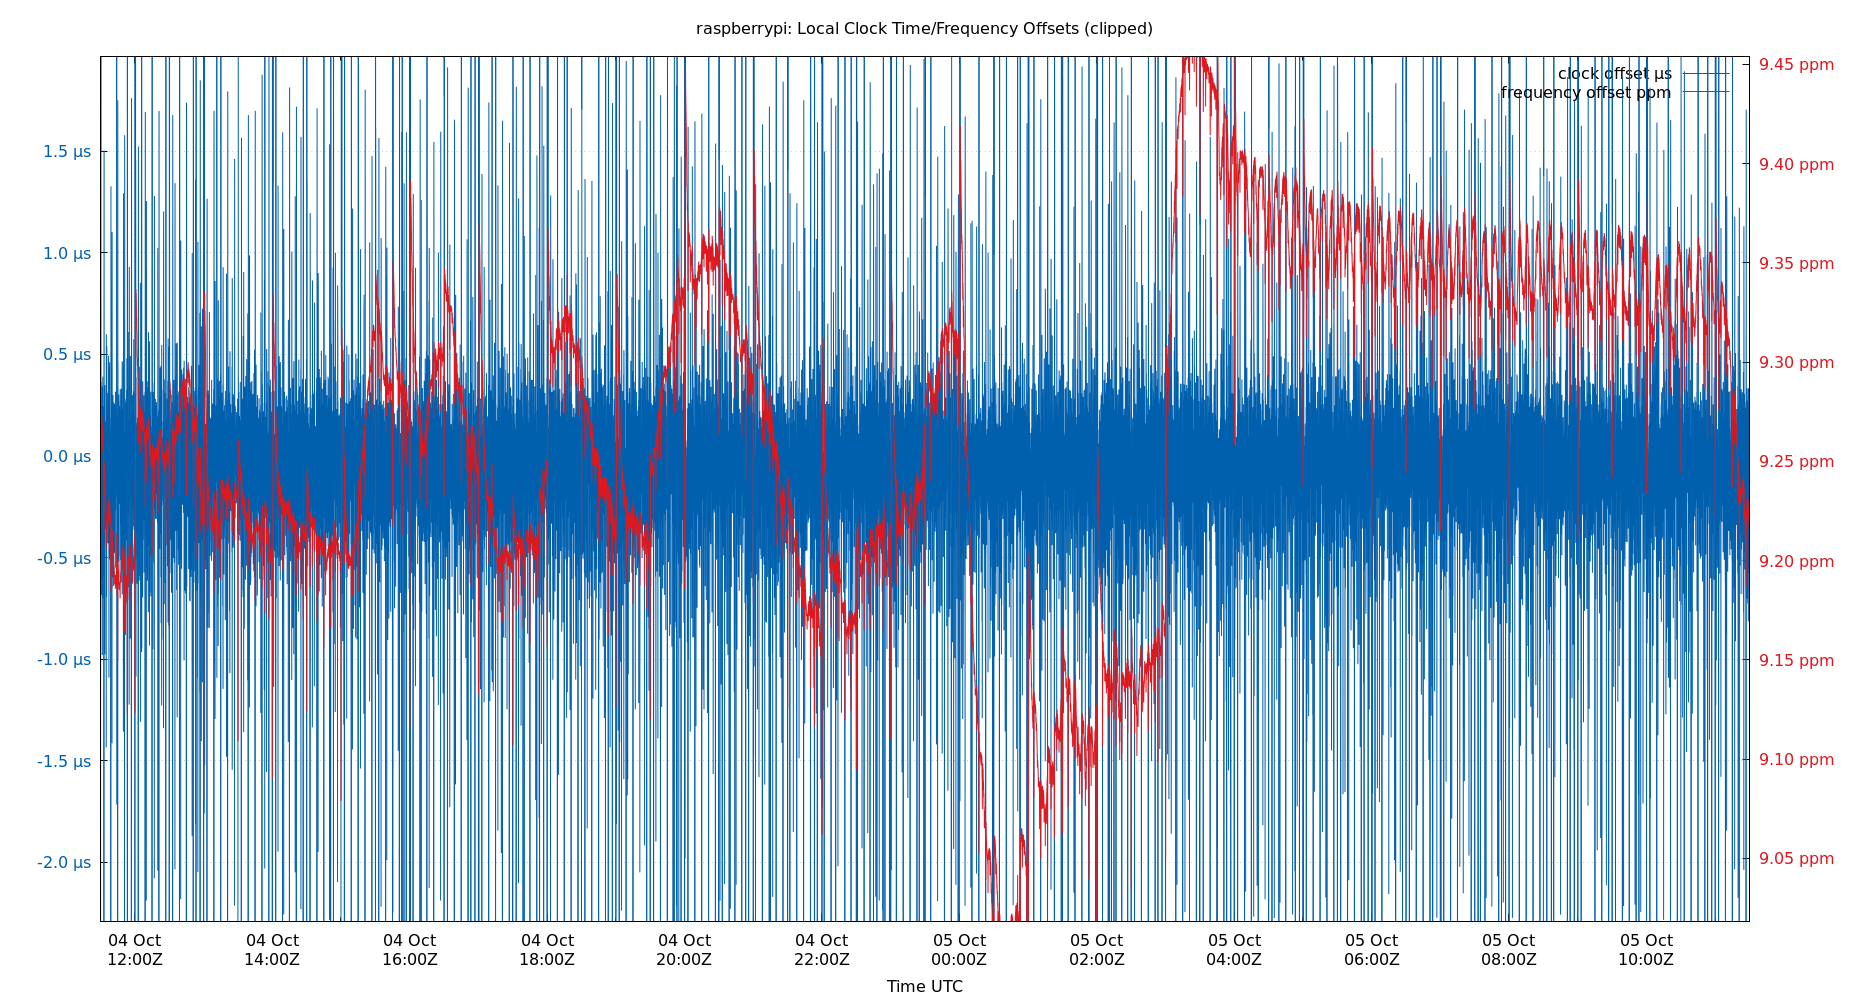 raspberrypi: Local Clock Time/Frequency Offsets (clipped)
9.45 ppm
clock offset µs
frequency offset ppm
1.5 µs
9.40 ppm
1.0 µs
9.35 ppm
0.5 µs
9.30 ppm
0.0 µs
9.25 ppm
-0.5 µs
9.20 ppm
-1.0 µs
9.15 ppm
-1.5 µs
9.10 ppm
-2.0 µs
9.05 ppm
04 Oct 04 Oct 04 Oct 04 Oct 04 Oct 04 Oct 05 Oct 05 Oct 05 Oct 05 Oct 05 Oct 05 Oct
12:00Z 14:00Z 16:00Z 18:00Z 20:00Z 22:00Z 00:00Z 02:00Z 04:00Z 06:00Z 08:00Z 10:00Z
Time UTC